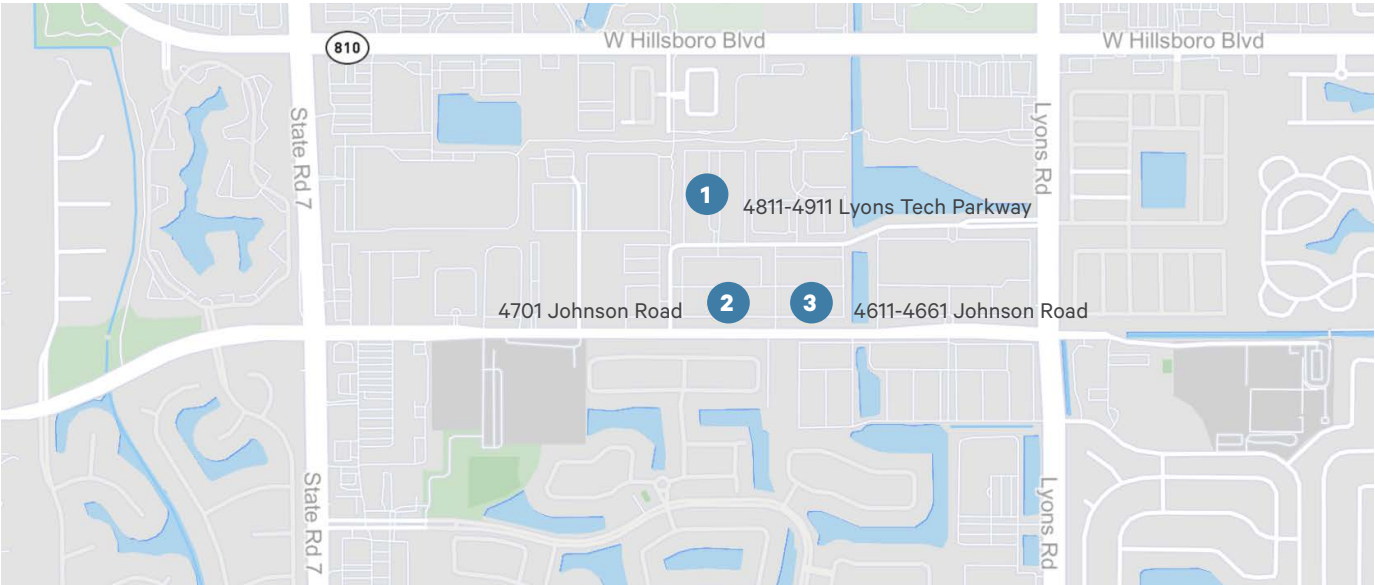 W Hillsboro Blvd
W Hillsboro Blvd
810
State Rd 7
Lyons Rd
1
4811-4911 Lyons Tech Parkway
4701 Johnson Road
2
3
4611-4661 Johnson Road
State Rd 7
Lyons Rd